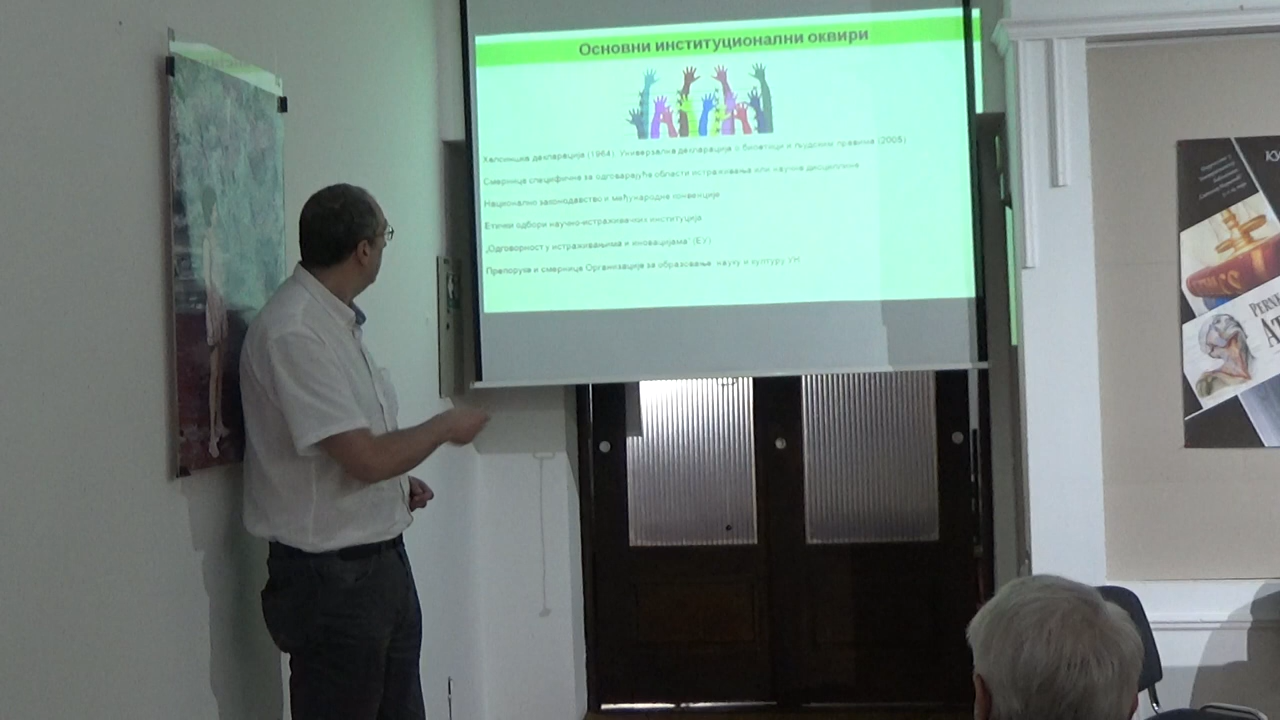 Основни институционални оквири
Хелсиншка декларација (1964), Универзална декларација о биоетици и људским правима (2005)
Смернице специфичне за одговарајуће области истраживања или научне дисциплине
Национално законодавство и међународне конвенције
Етички одбори научно-истраживачких институција
„Одговорност у истраживањима и иновацијама“ (ЕУ)
Препоруке и смернице Организације за образовање, науку и културу УН